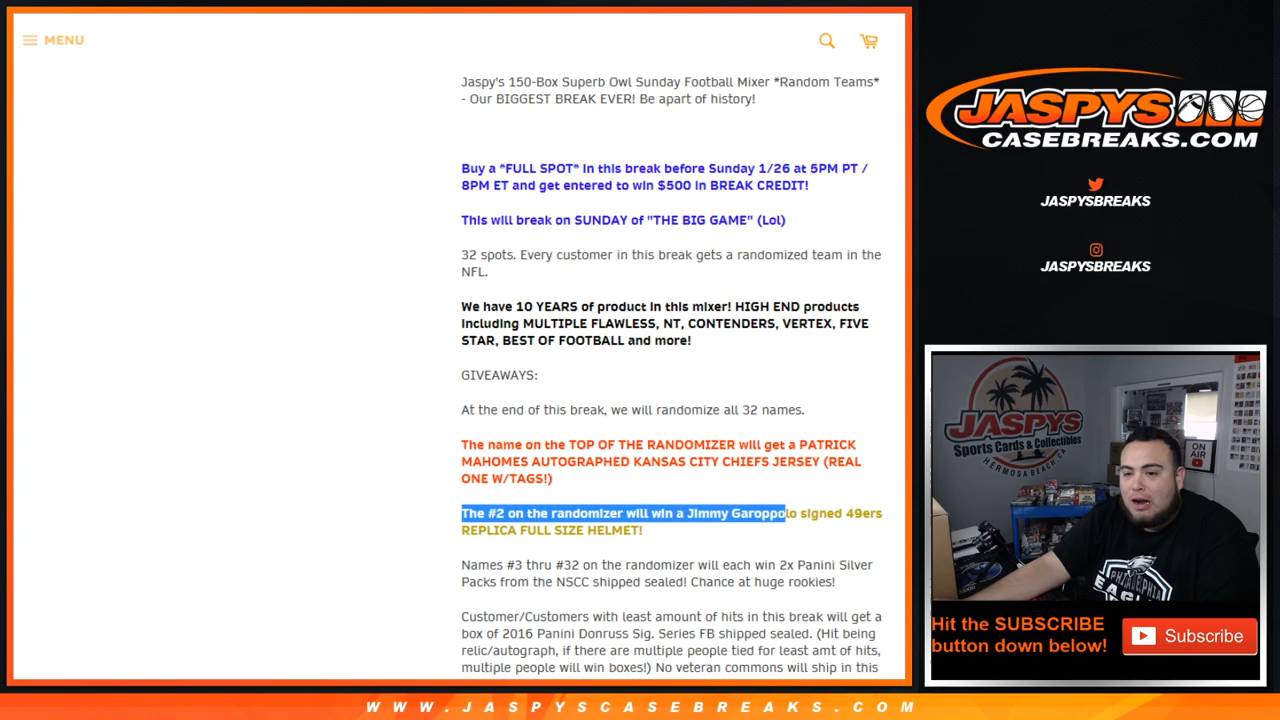 MENU
Jaspy's 150-Box Superb Owl Sunday Football Mixer *Random Teams*
- Our BIGGEST BREAK EVER! Be apart of history!
Buy a *FULL SPOT* in this break before Sunday 1/26 at 5PM PT /
8PM ET and get entered to win $500 in BREAK CREDIT!
This will break on SUNDAY of "THE BIG GAME" (Lol)
32 spots. Every customer in this break gets a randomized team in the
NFL.
We have 10 YEARS of product in this mixer! HIGH END products
including MULTIPLE FLAWLESS, NT, CONTENDERS, VERTEX, FIVE
STAR, BEST OF FOOTBALL and more!
GIVEAWAYS:
At the end of this break, we will randomize all 32 names.
The name on the TOP OF THE RANDOMIZER will get a PATRICK
MAHOMES AUTOGRAPHED KANSAS CITY CHIEFS JERSEY (REAL
ONE W/TAGS!)
The #2 on the randomizer will win a Jimmy Garoppolo signed 49ers
REPLICA FULL SIZE HELMET!
Names #3 thru #32 on the randomizer will each win 2x Panini Silver
Packs from the NSCC shipped sealed! Chance at huge rookies!
Customer/Customers with least amount of hits in this break will get a
box of 2016 Panini Donruss Sig. Series FB shipped sealed. (Hit being
relic/autograph, if there are multiple people tied for least amt of hits,
multiple people will win boxes!) No veteran commons will ship in this
JASPYS
CASEBREAKS.COM
JASPYSBREAKS
JASPYSBREAKS
JASPYS
Sports Cards & Collectibles
HERMOSA BEACH, CA
ON
AIR
PHILADELPHIA
Hit the SUBSCRIBE
button down below!
Subscribe
WWW.JASPYSCASEBREAKS.COM